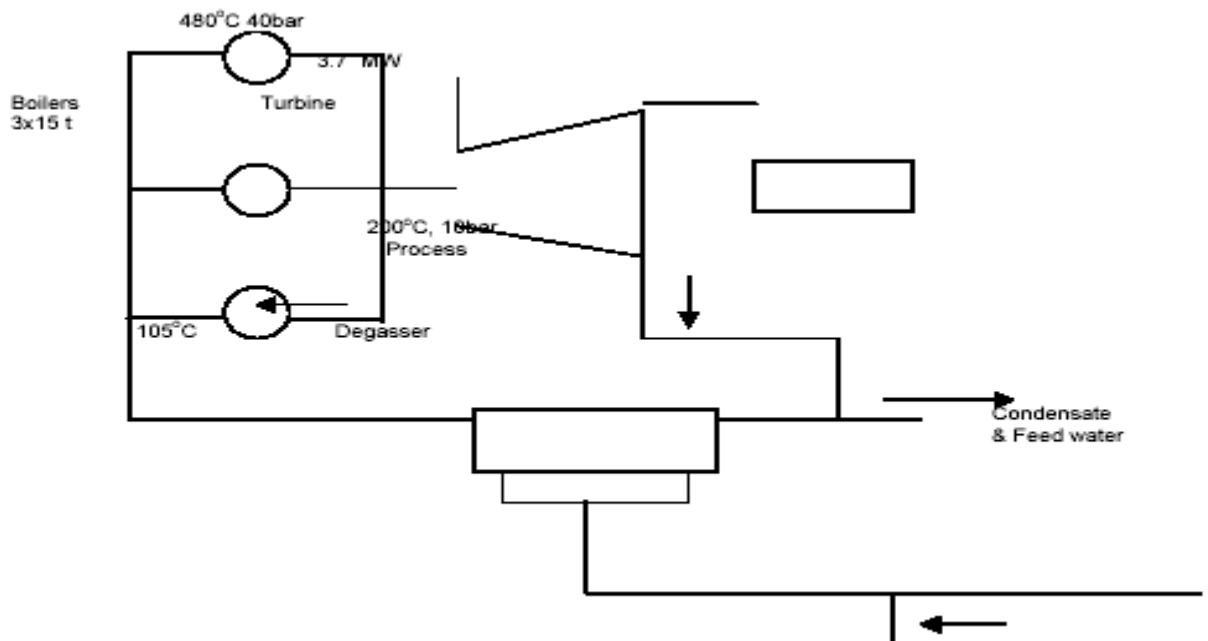 480°C 40bar
3.7 MW
Boilers
3x15 t
Turbine
200°C, 10bar
Process
105°C
Degasser
Condensate
& Feed water